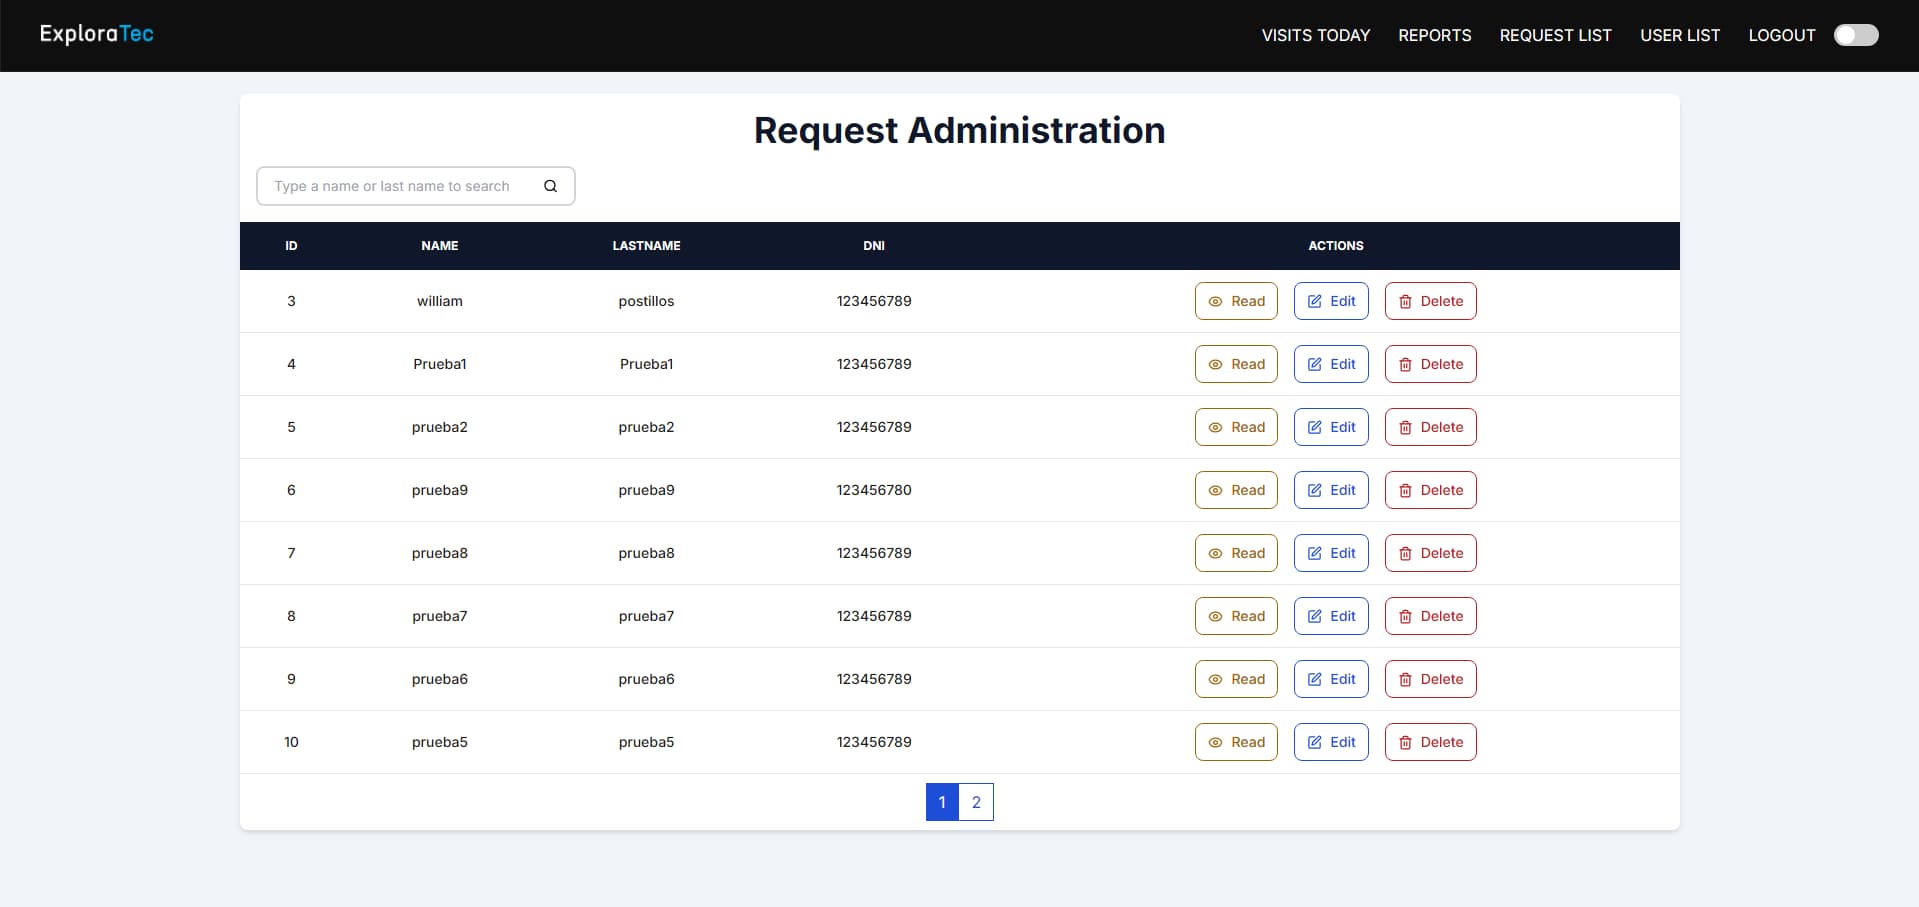 ExploraTec VISITS TODAY REPORTS REQUEST LIST USER LIST LOGOUT
Request Administration
Type a name or last name to search
ID NAME LASTNAME DNI ACTIONS
3 william postillos 123456789 Read Edit Delete
4 Prueba1 Prueba1 123456789 Read Edit Delete
5 prueba2 prueba2 123456789 Read Edit Delete
6 prueba9 prueba9 123456780 Read Edit Delete
7 prueba8 prueba8 123456789 Read Edit Delete
8 prueba7 prueba7 123456789 Read Edit Delete
9 prueba6 prueba6 123456789 Read Edit Delete
10 prueba5 prueba5 123456789 Read Edit Delete
1 2